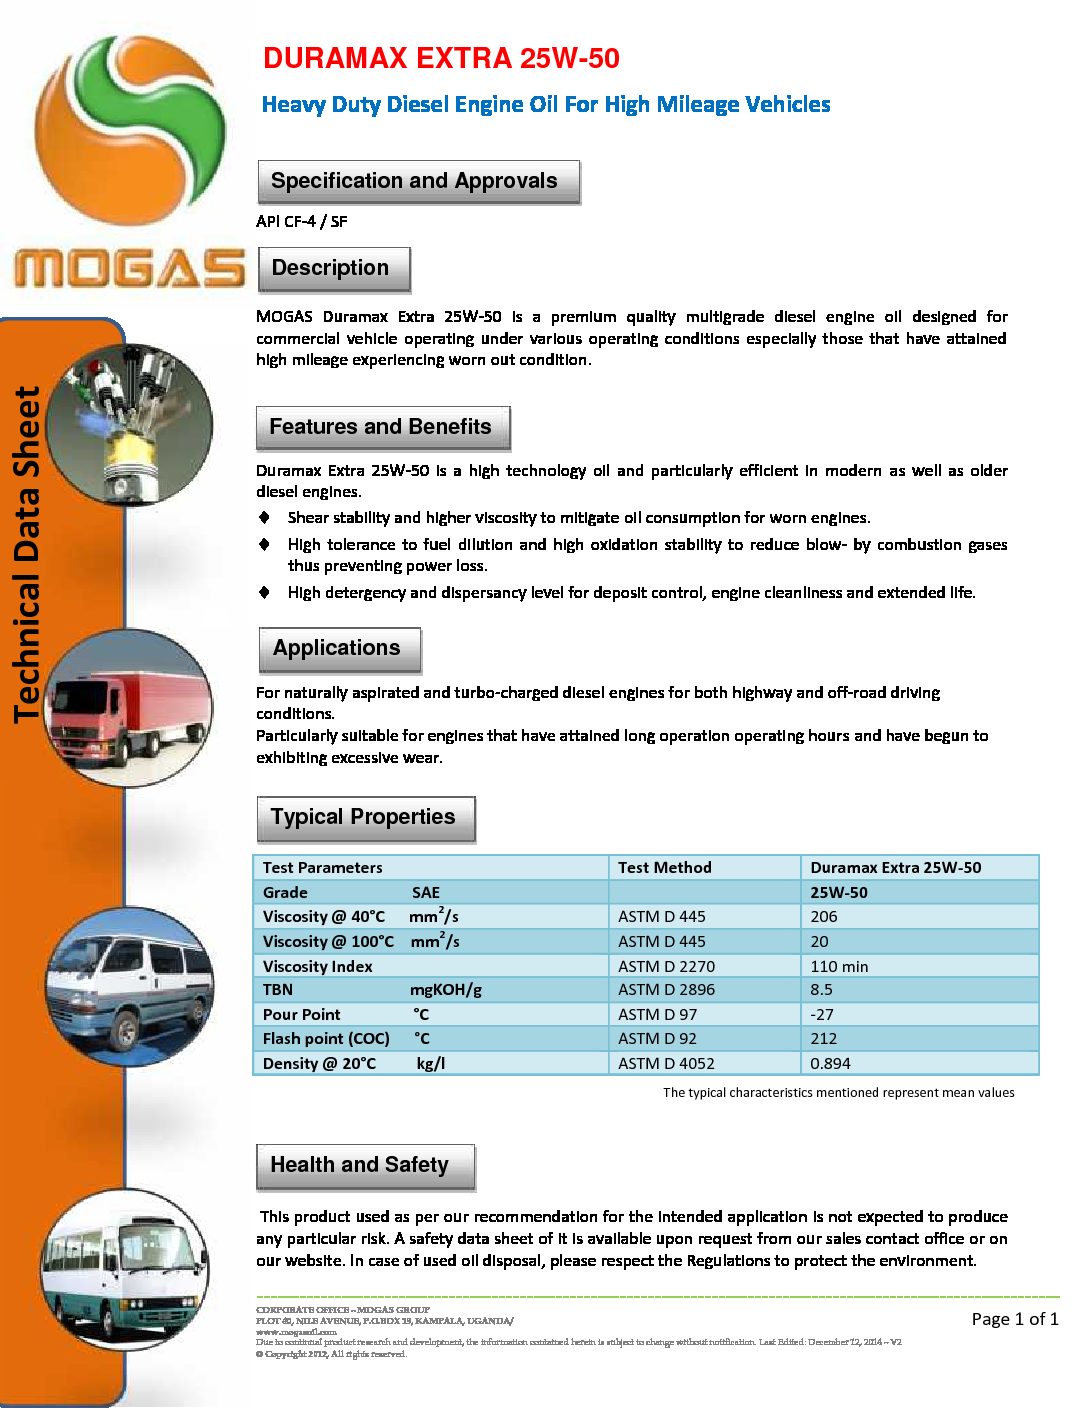 DURAMAX EXTRA 25W-50
Heavy Duty Diesel Engine Oil For High Mileage Vehicles
MOGAS
Technical Data Sheet
Specification and Approvals
API CF-4 / SF
Description
MOGAS Duramax Extra 25W-50 is a premium quality multigrade diesel engine oil designed for
commercial vehicle operating under various operating conditions especially those that have attained
high mileage experiencing worn out condition.
Features and Benefits
Duramax Extra 25W-50 is a high technology oil and particularly efficient in modern as well as older
diesel engines.
♦ Shear stability and higher viscosity to mitigate oil consumption for worn engines.
♦ High tolerance to fuel dilution and high oxidation stability to reduce blow- by combustion gases
thus preventing power loss.
♦ High detergency and dispersancy level for deposit control, engine cleanliness and extended life.
Applications
For naturally aspirated and turbo-charged diesel engines for both highway and off-road driving
conditions.
Particularly suitable for engines that have attained long operation operating hours and have begun to
exhibiting excessive wear.
Typical Properties
Test Parameters Test Method Duramax Extra 25W-50
Grade SAE 25W-50
Viscosity @ 40°C mm²/s ASTM D 445 206
Viscosity @ 100°C mm²/s ASTM D 445 20
Viscosity Index ASTM D 2270 110 min
TBN mgKOH/g ASTM D 2896 8.5
Pour Point °C ASTM D 97 -27
Flash point (COC) °C ASTM D 92 212
Density @ 20°C kg/l ASTM D 4052 0.894
The typical characteristics mentioned represent mean values
Health and Safety
This product used as per our recommendation for the intended application is not expected to produce
any particular risk. A safety data sheet of it is available upon request from our sales contact office or on
our website. In case of used oil disposal, please respect the Regulations to protect the environment.
CORPORATE OFFICE – MOGAS GROUP
PLOT 40, NILE AVENUE, P.O.BOX 13, KAMPALA, UGANDA/
www.mogasoil.com
Due to continual product research and development, the information contained herein is subject to change without notification. Last Edited: December 12, 2014 – V2
© Copyright 2012, All rights reserved.
Page 1 of 1